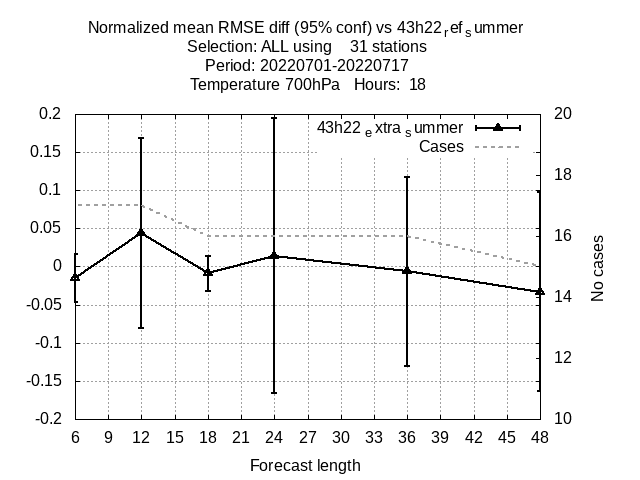 Normalized mean RMSE diff (95% conf) vs 43h22refsummer
Selection: ALL using    31 stations
Period: 20220701-20220717
Temperature 700hPa   Hours:  18
43h22extrasummer
Cases
0.2
0.15
0.1
0.05
0
-0.05
-0.1
-0.15
-0.2
20
18
16
14
12
10
No cases
6 9 12 15 18 21 24 27 30 33 36 39 42 45 48
Forecast length